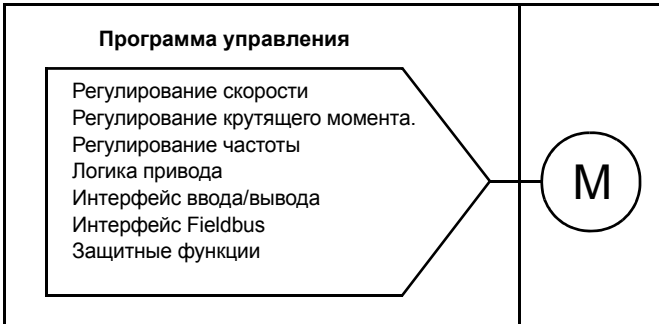 Программа управления
Регулирование скорости
Регулирование крутящего момента.
Регулирование частоты
Логика привода
Интерфейс ввода/вывода
Интерфейс Fieldbus
Защитные функции
M